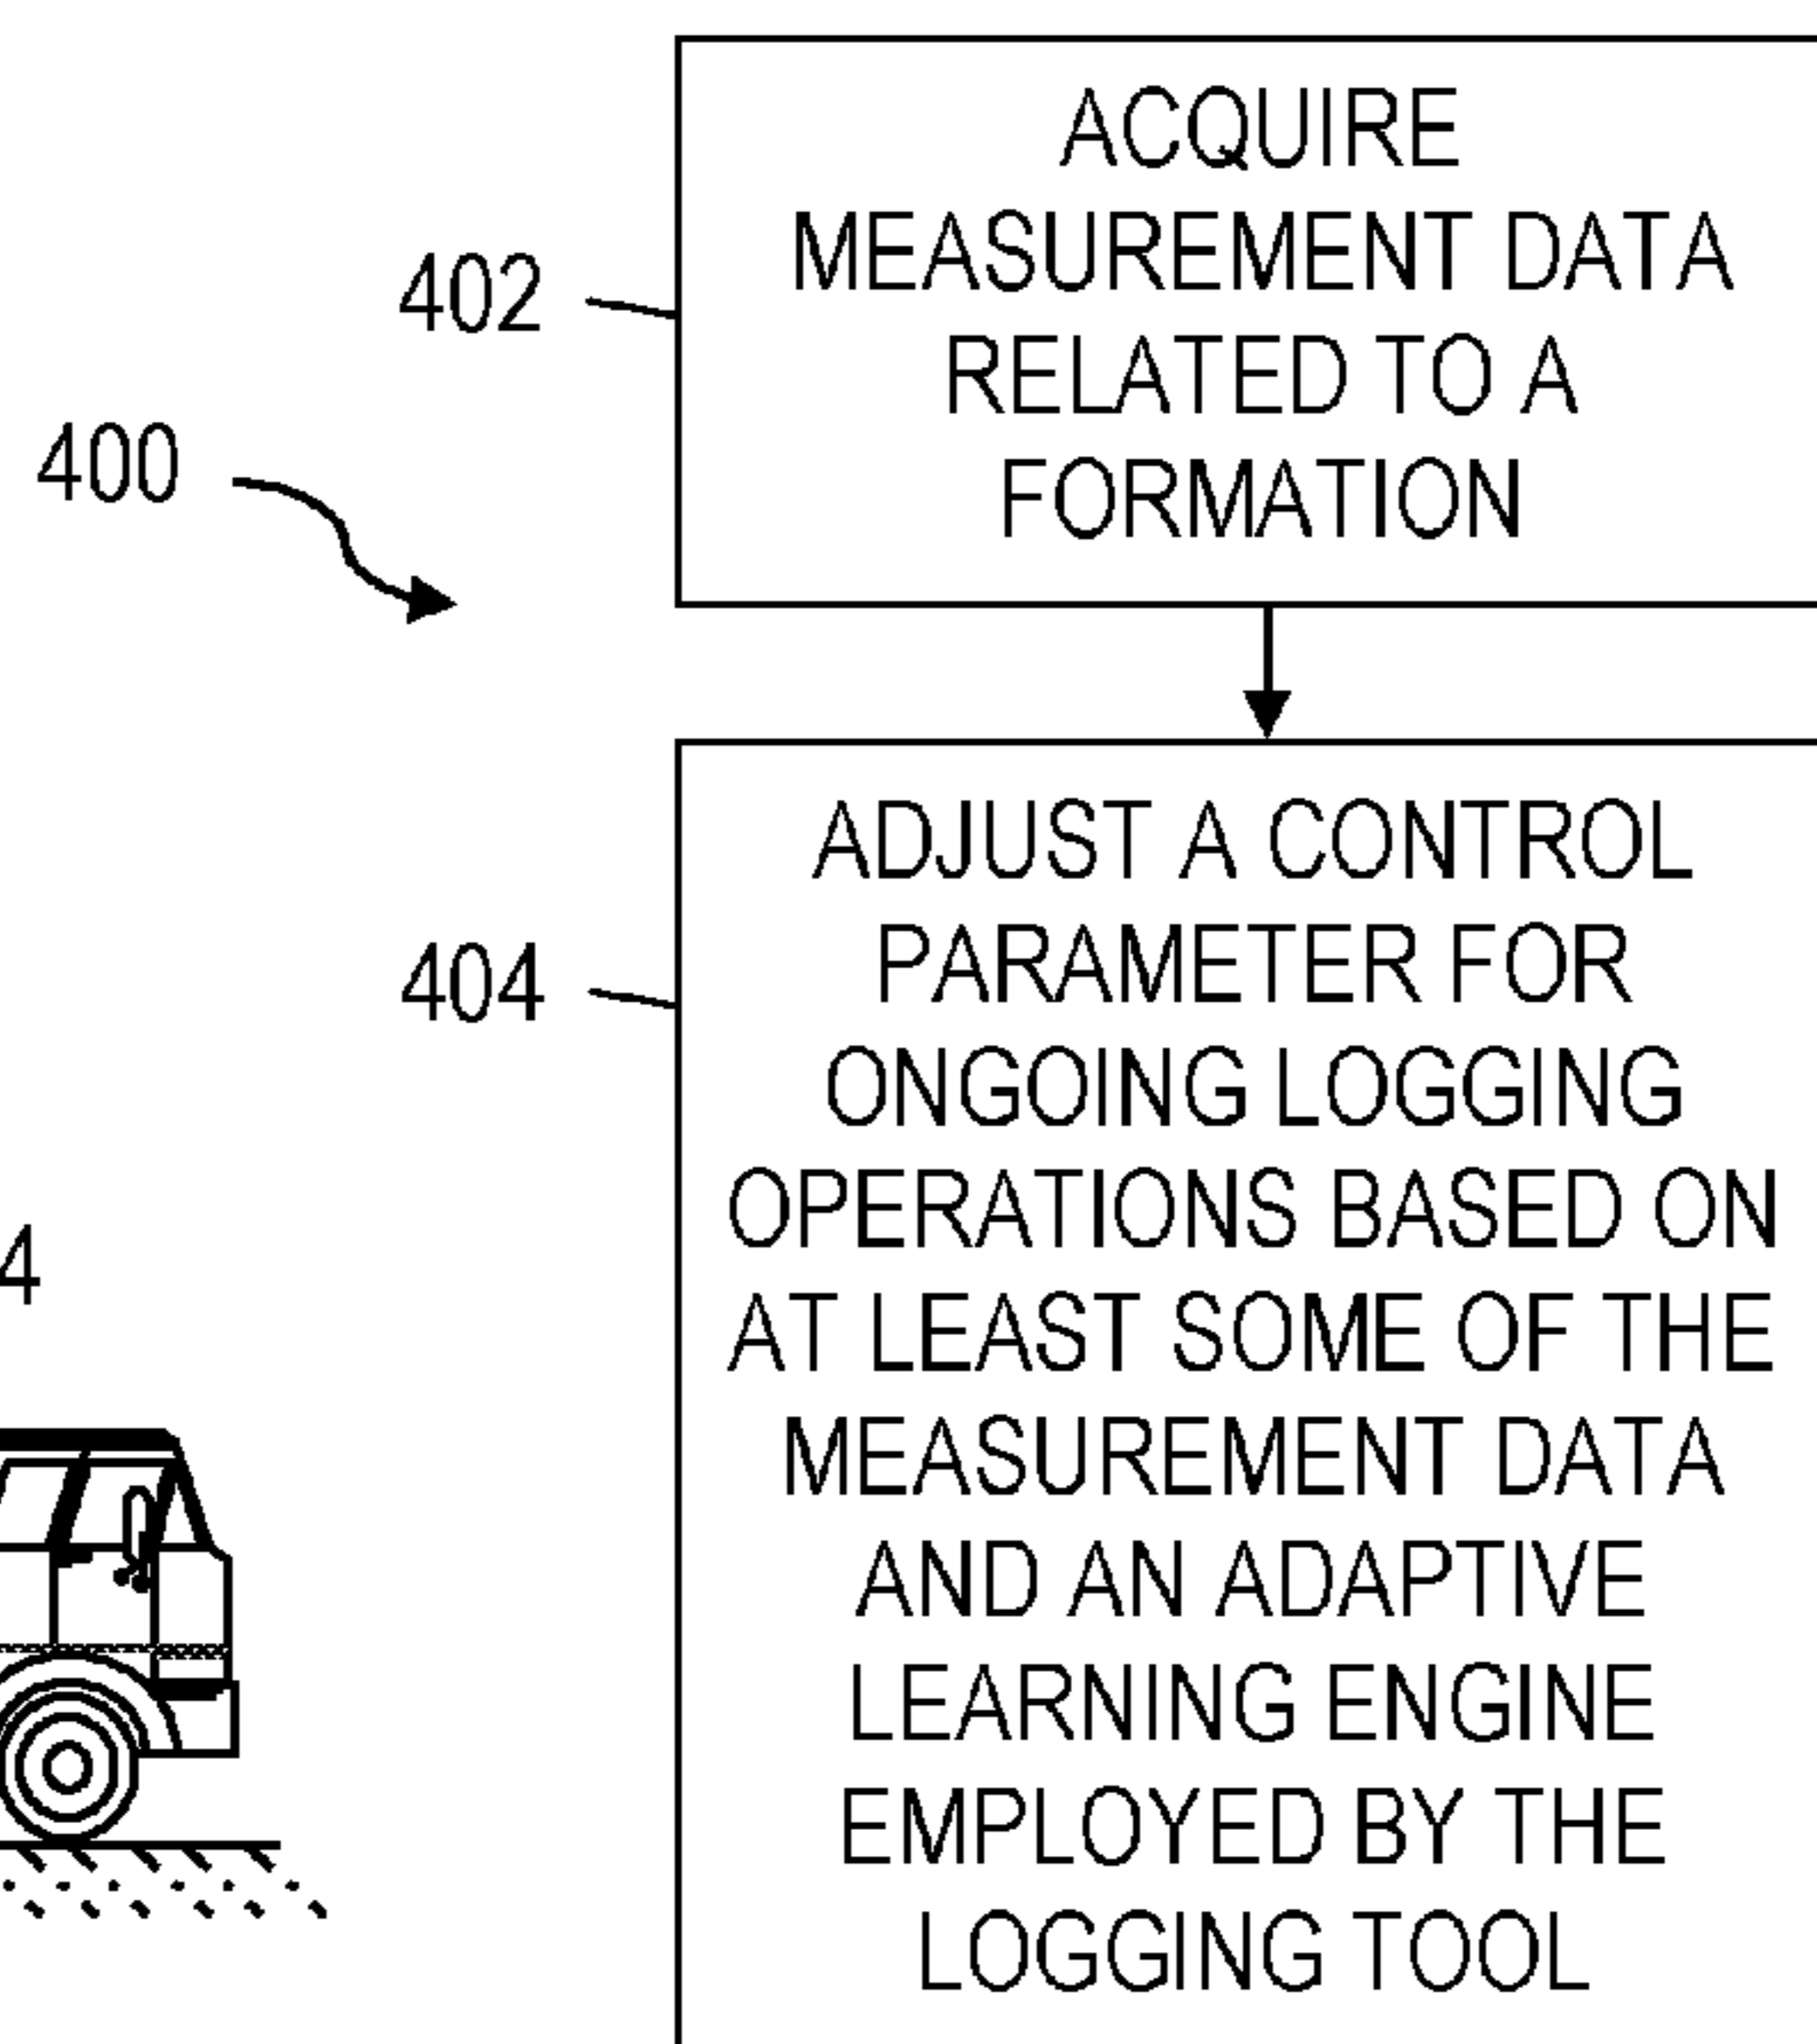 402
ACQUIRE
MEASUREMENT DATA
RELATED TO A
FORMATION
400
404
ADJUST A CONTROL
PARAMETER FOR
ONGOING LOGGING
OPERATIONS BASED ON
AT LEAST SOME OF THE
MEASUREMENT DATA
AND AN ADAPTIVE
LEARNING ENGINE
EMPLOYED BY THE
LOGGING TOOL
4